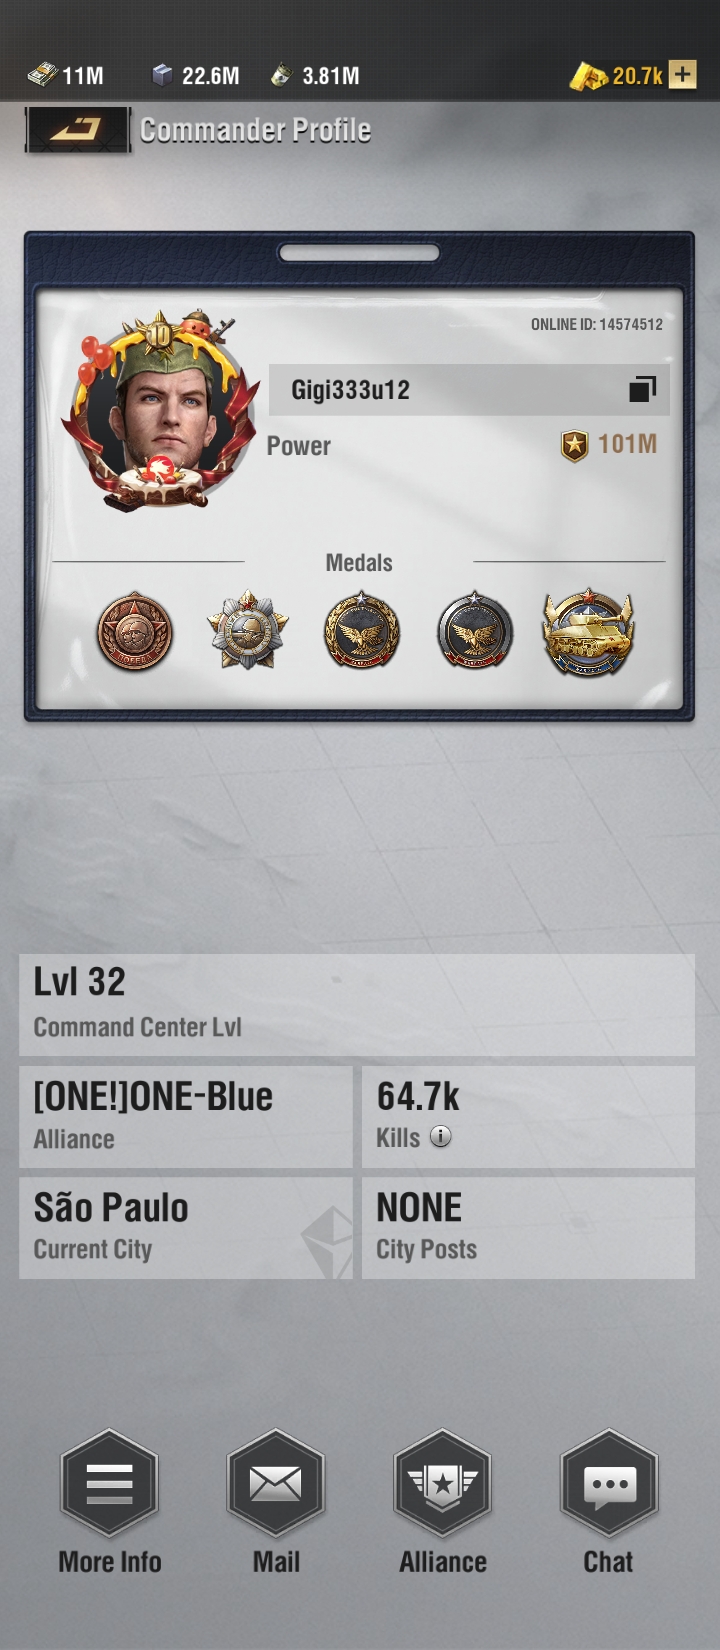 11M 22.6M 3.81M 20.7k
Commander Profile
ONLINE ID: 14574512
10
Gigi333u12
Power 101M
Medals
Lvl 32
Command Center Lvl
[ONE!]ONE-Blue
Alliance
64.7k
Kills
São Paulo
Current City
NONE
City Posts
More Info Mail Alliance Chat